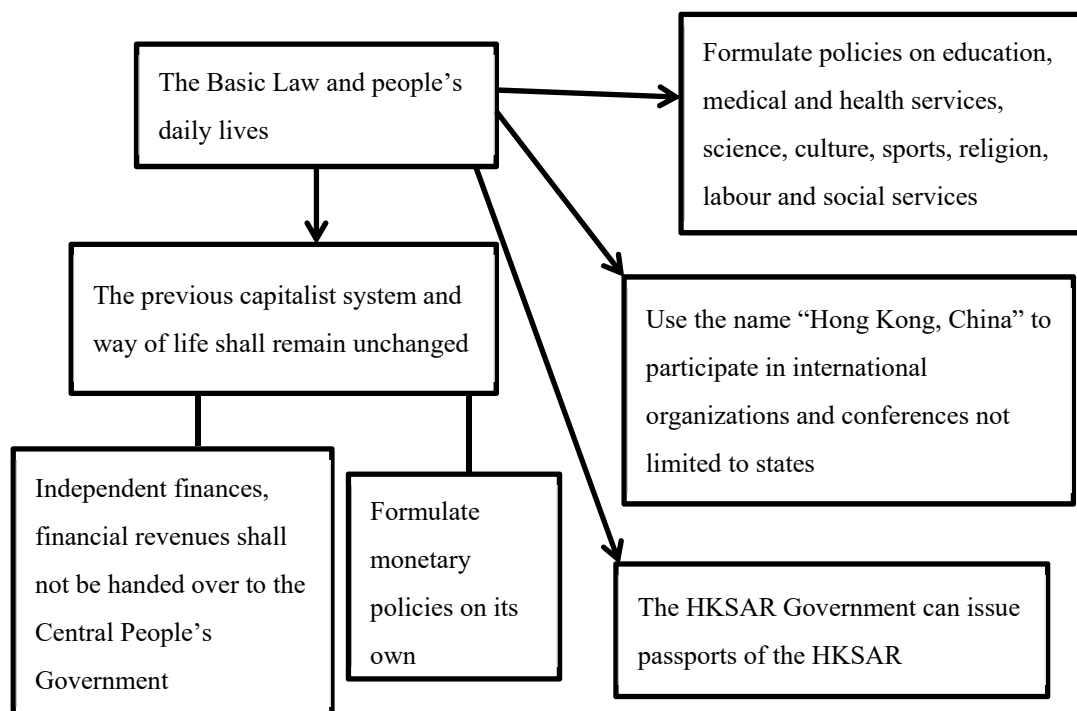 The Basic Law and people’s
daily lives
Formulate policies on education,
medical and health services,
science, culture, sports, religion,
labour and social services
The previous capitalist system and
way of life shall remain unchanged
Use the name “Hong Kong, China” to
participate in international
organizations and conferences not
limited to states
Independent finances,
financial revenues shall
not be handed over to the
Central People’s
Government
Formulate
monetary
policies on its
own
The HKSAR Government can issue
passports of the HKSAR